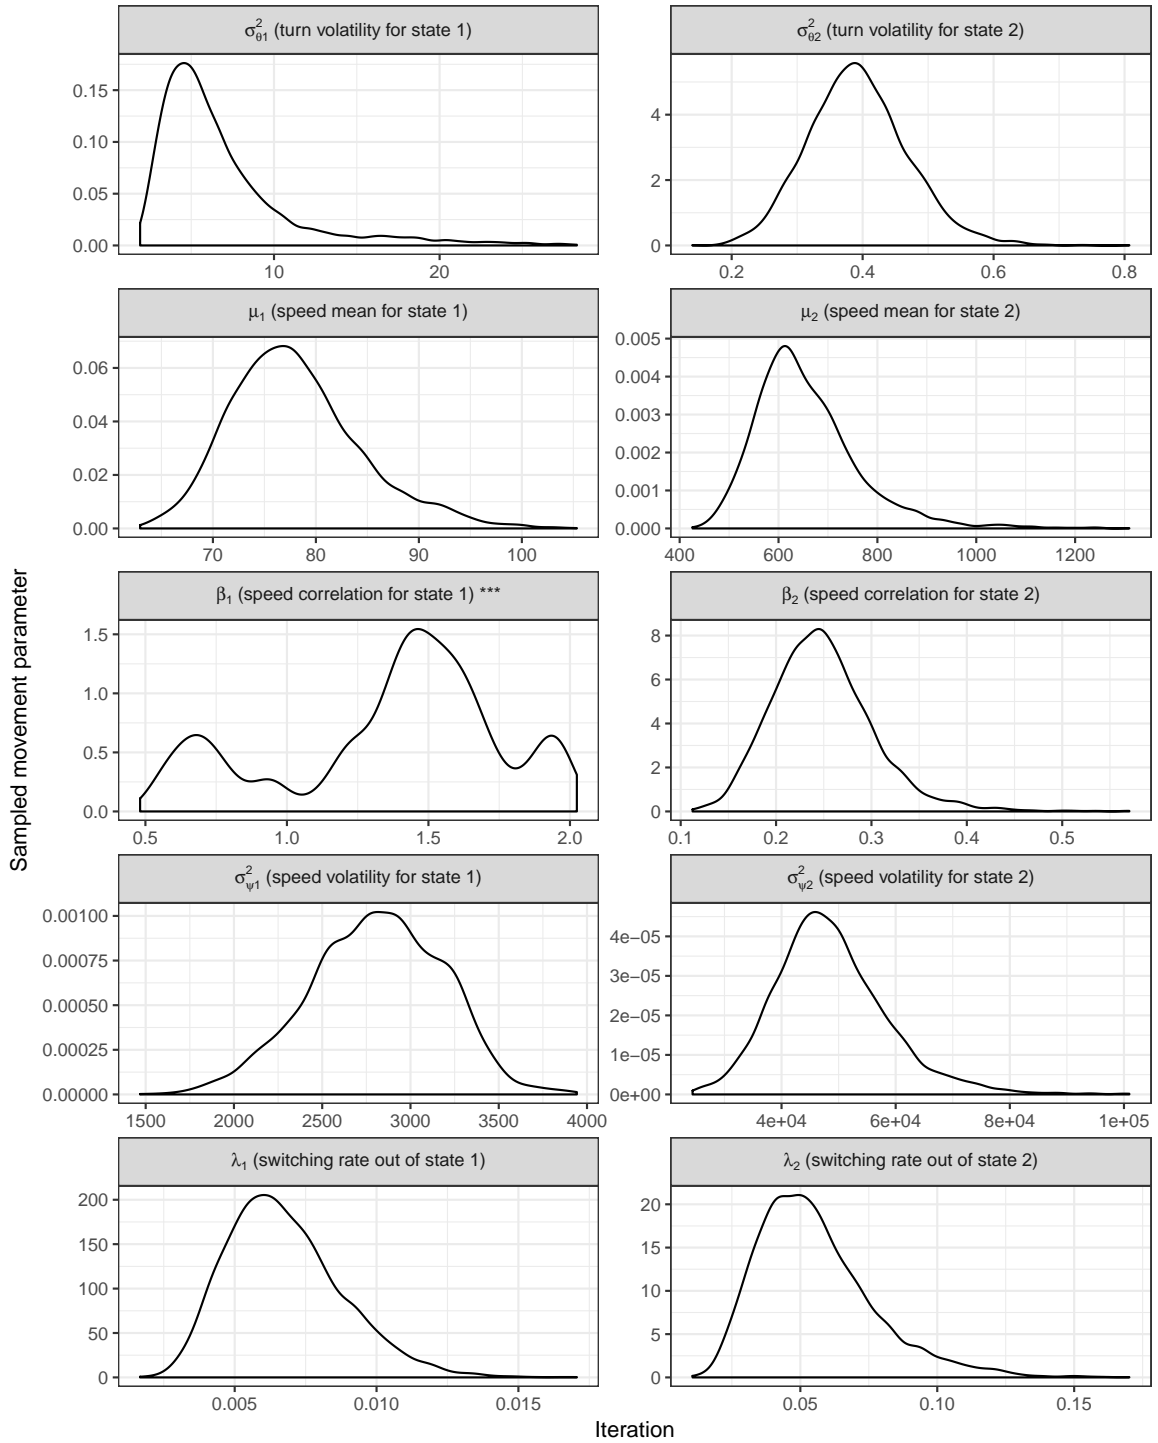 σ²θ1 (turn volatility for state 1)
σ²θ2 (turn volatility for state 2)
0.15
0.10
0.05
0.00
10 20
4
2
0
0.2 0.4 0.6 0.8
μ1 (speed mean for state 1)
μ2 (speed mean for state 2)
0.06
0.04
0.02
0.00
70 80 90 100
0.005
0.004
0.003
0.002
0.001
0.000
400 600 800 1000 1200
β1 (speed correlation for state 1) ***
β2 (speed correlation for state 2)
1.5
1.0
0.5
0.0
0.5 1.0 1.5 2.0
8
6
4
2
0
0.1 0.2 0.3 0.4 0.5
σ²ψ1 (speed volatility for state 1)
σ²ψ2 (speed volatility for state 2)
0.00100
0.00075
0.00050
0.00025
0.00000
1500 2000 2500 3000 3500 4000
4e−05
3e−05
2e−05
1e−05
0e+00
4e+04 6e+04 8e+04 1e+05
λ1 (switching rate out of state 1)
λ2 (switching rate out of state 2)
200
150
100
50
0
0.005 0.010 0.015
20
15
10
5
0
0.05 0.10 0.15
Sampled movement parameter
Iteration